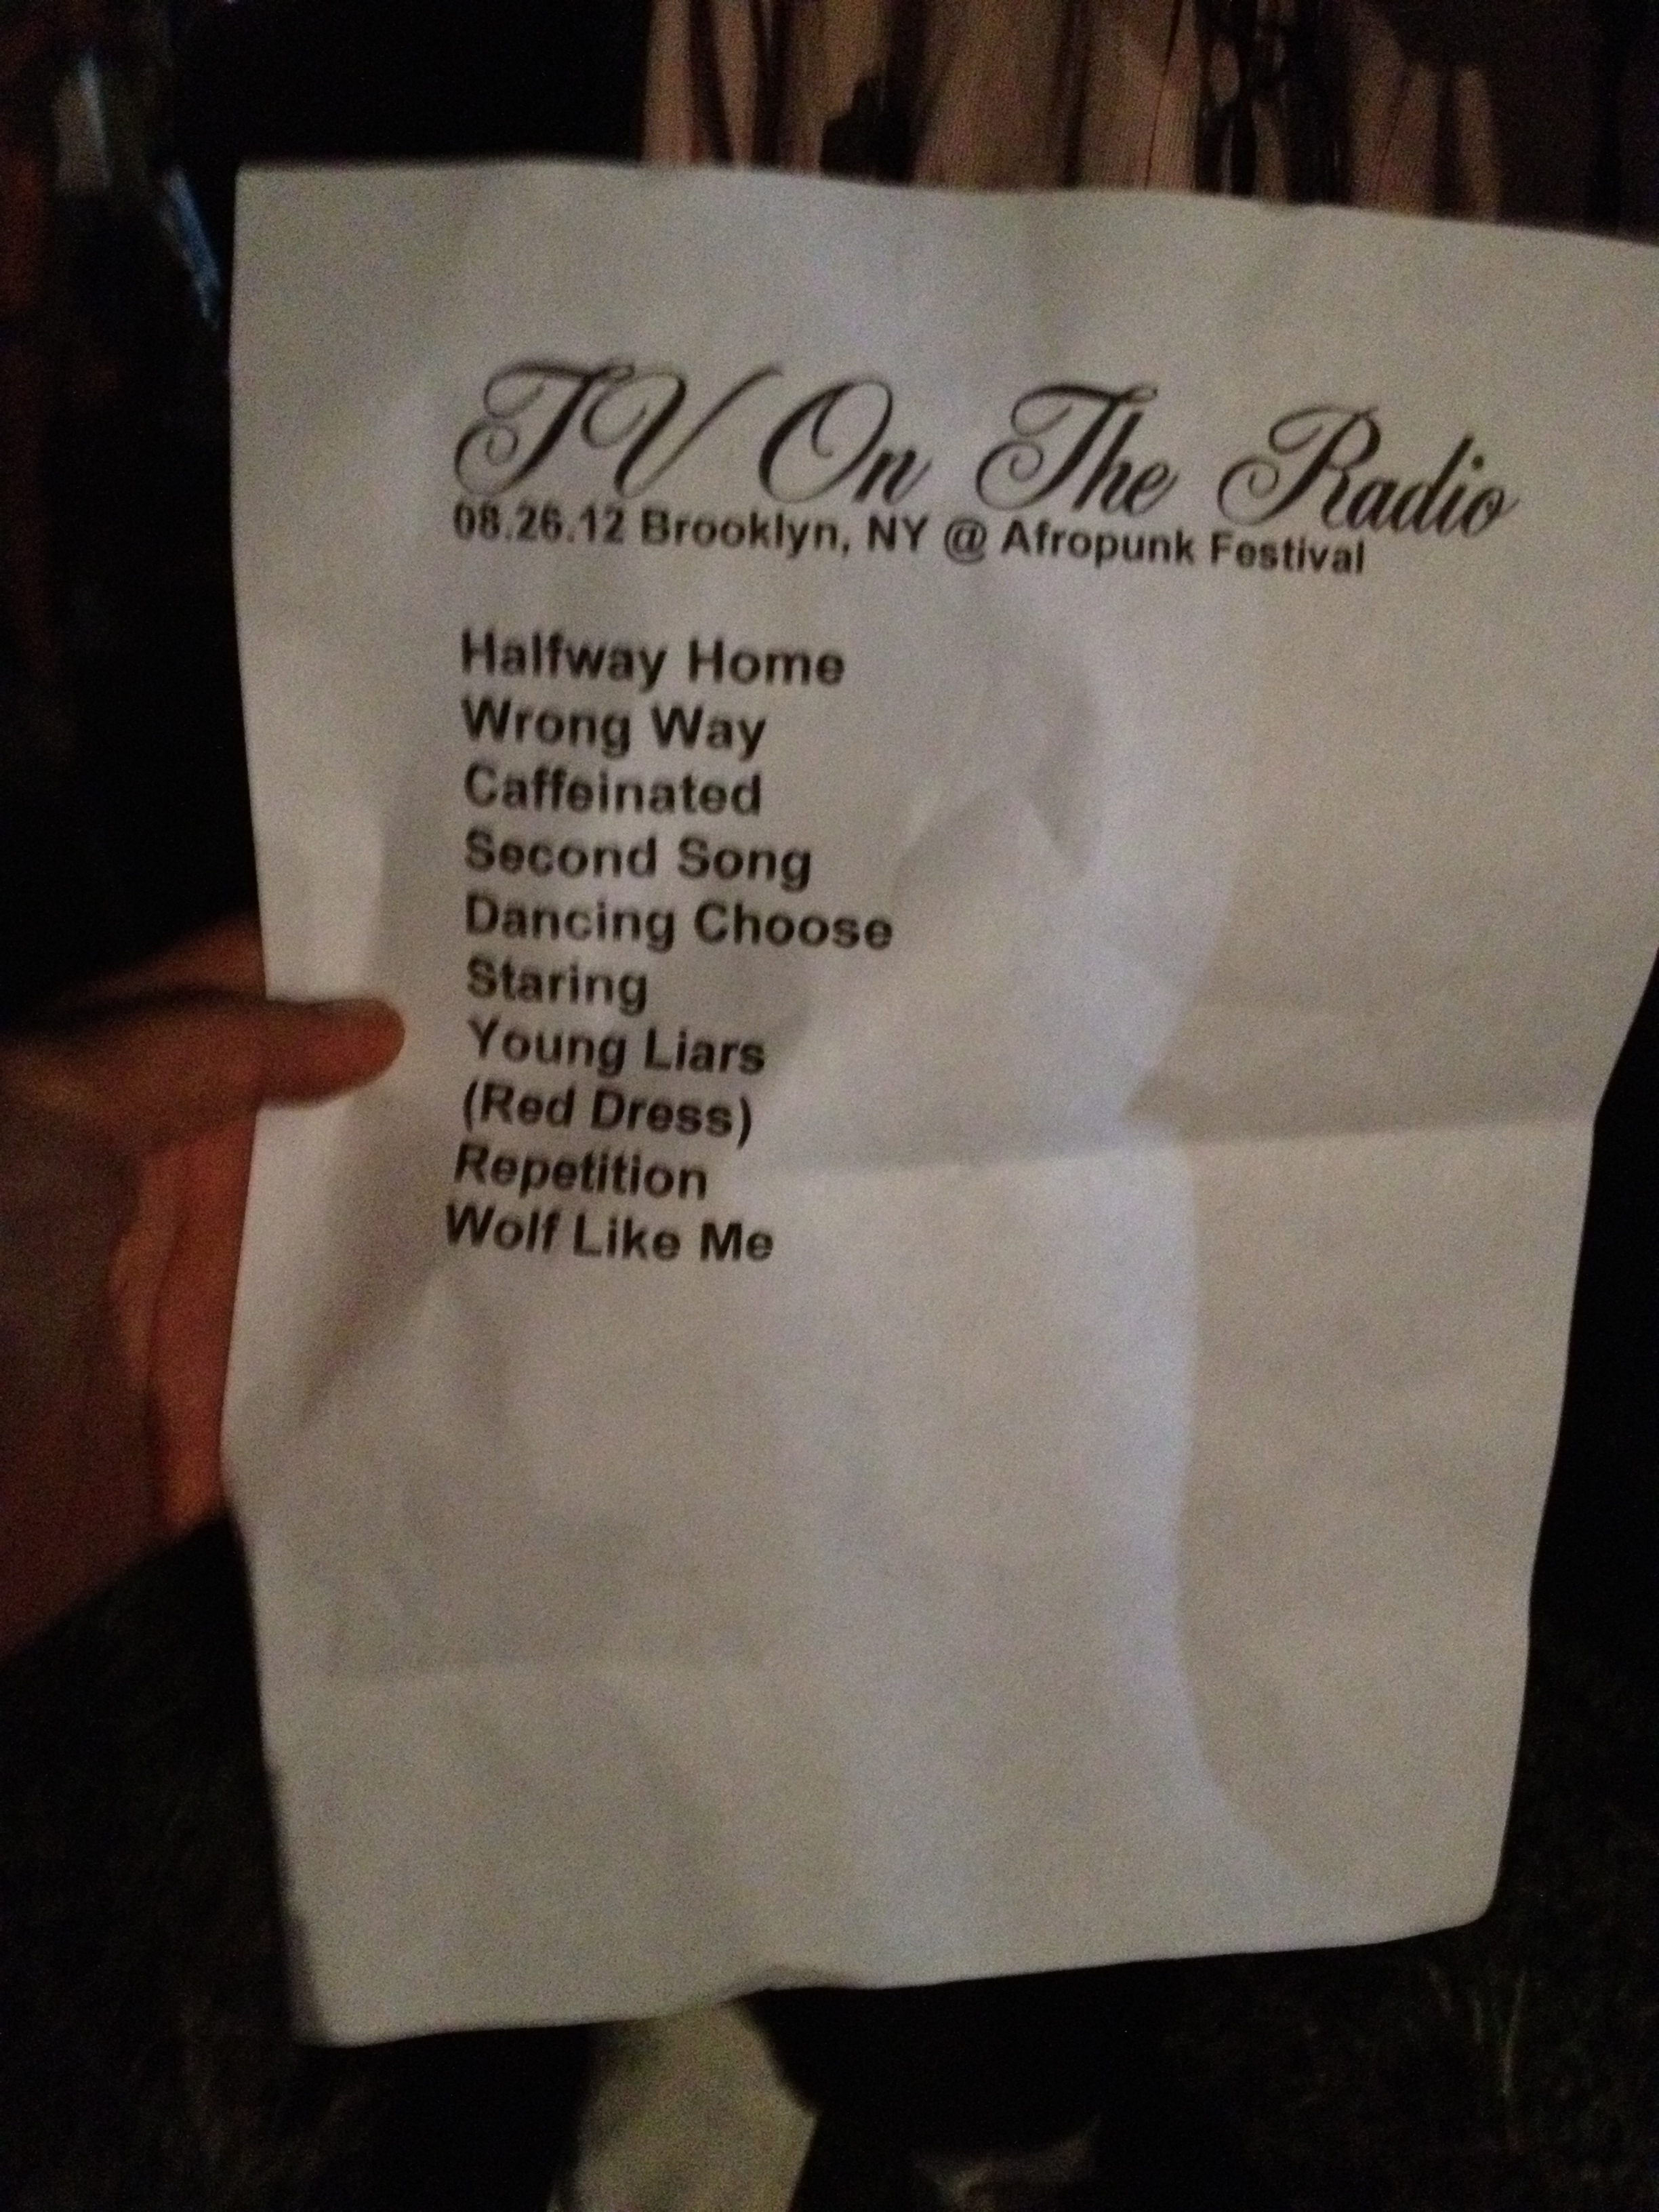 TV On The Radio
08.26.12 Brooklyn, NY @ Afropunk Festival
Halfway Home
Wrong Way
Caffeinated
Second Song
Dancing Choose
Staring
Young Liars
(Red Dress)
Repetition
Wolf Like Me